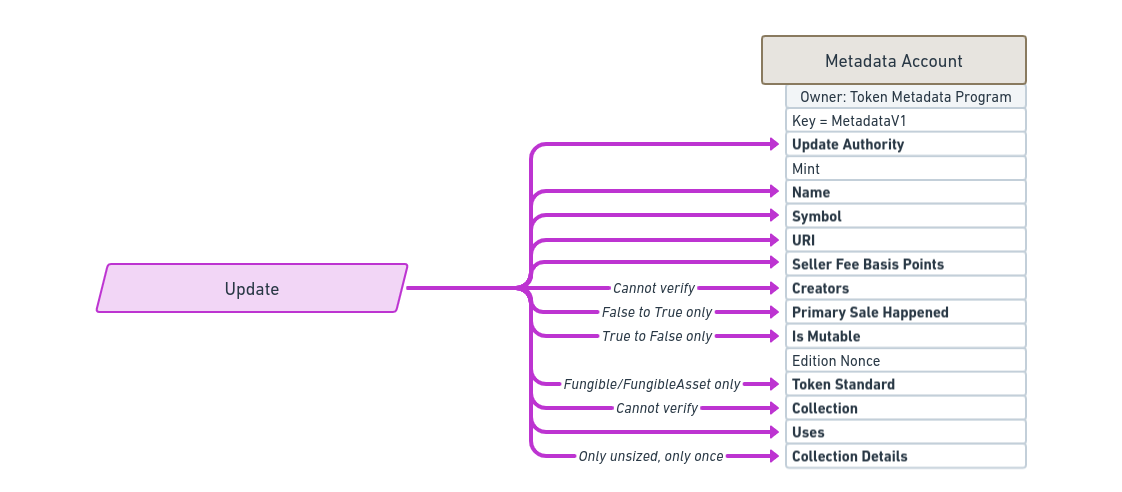 Metadata Account
Owner: Token Metadata Program
Key = MetadataV1
Update Authority
Mint
Name
Symbol
URI
Seller Fee Basis Points
Update
Cannot verify
Creators
False to True only
Primary Sale Happened
True to False only
Is Mutable
Edition Nonce
Fungible/FungibleAsset only
Token Standard
Cannot verify
Collection
Uses
Only unsized, only once
Collection Details